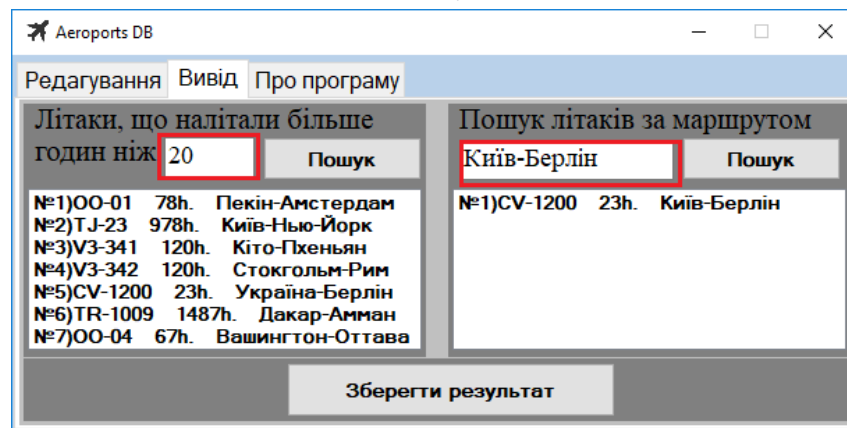 Aeroports DB
Редагування Вивід Про програму
Літаки, що налітали більше
годин ніж 20 Пошук
№1)OO-01 78h. Пекін-Амстердам
№2)TJ-23 978h. Київ-Нью-Йорк
№3)V3-341 120h. Кіто-Пхеньян
№4)V3-342 120h. Стокгольм-Рим
№5)CV-1200 23h. Україна-Берлін
№6)TR-1009 1487h. Дакар-Амман
№7)OO-04 67h. Вашингтон-Оттава
Пошук літаків за маршрутом
Київ-Берлін Пошук
№1)CV-1200 23h. Київ-Берлін
Зберегти результат